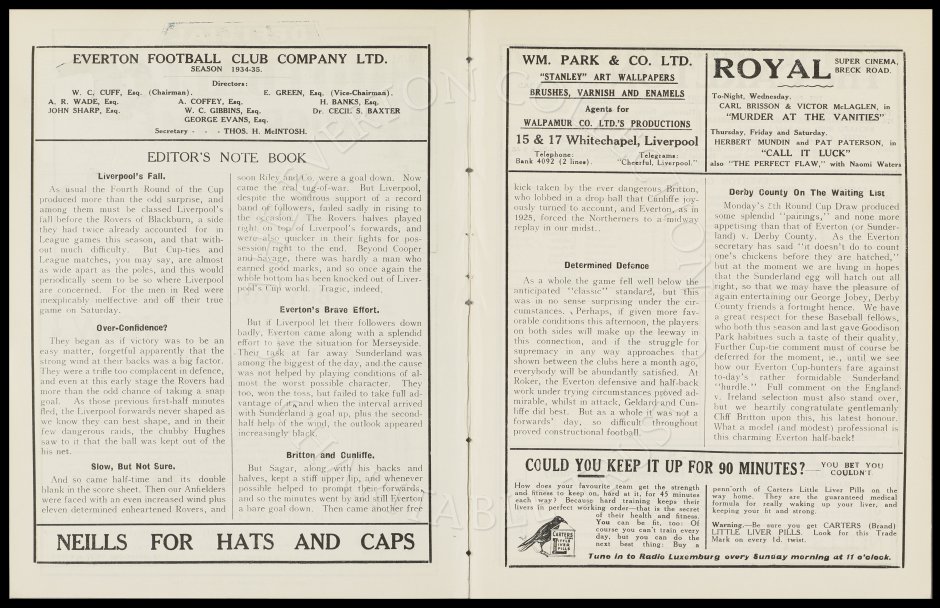 EVERTON FOOTBALL CLUB COMPANY LTD.
SEASON 1934-35.
Directors:
W. C. CUFF, Esq. (Chairman). E. GREEN, Esq. (Vice-Chairman).
A. R. WADE, Esq. A. COFFEY, Esq. H. BANKS, Esq.
JOHN SHARP, Esq. W. C. GIBBINS, Esq. Dr. CECIL S. BAXTER
GEORGE EVANS, Esq.
Secretary - - - THOS. H. McINTOSH.
EDITOR'S NOTE BOOK
Liverpool's Fall.
As usual the Fourth Round of the Cup
produced more than the odd surprise, and
among them must be classed Liverpool's
fall before the Rovers of Blackburn, a side
they had twice already accounted for in
League games this season, and that with-
out much difficulty. But Cup-ties and
League matches, you may say, are almost
as wide apart as the poles, and this would
periodically seem to be so where Liverpool
are concerned. For the men in Red were
inexplicably ineffective and off their true
game on Saturday.
Over-Confidence?
They began as if victory was to be an
easy matter, forgetful apparently that the
strong wind at their backs was a big factor.
They were a trifle too complacent in defence,
and even at this early stage the Rovers had
more than the odd chance of taking a snap
goal. As those previous first-half minutes
fled, the Liverpool forwards never shaped as
we know they can best shape, and in their
few dangerous raids, the chubby Hughes
saw to it that the ball was kept out of the
his net.
Slow, But Not Sure.
And so came half-time and its double
blank in the score sheet. Then our Anfielders
were faced with an even increased wind plus
eleven determined enheartened Rovers, and
soon Riley and Co. were a goal down. Now
came the real tug-of-war. But Liverpool,
despite the wondrous support of a record
band of followers, failed sadly in rising to
the occasion. The Rovers halves played
right on top of Liverpool's forwards, and
were also quicker in their fights for pos-
session right to the end. Beyond Cooper
and Savage, there was hardly a man who
earned good marks, and so once again the
whole bottom has been knocked out of Liver-
pool's Cup world. Tragic, indeed,
Everton's Brave Effort.
But if Liverpool let their followers down
badly, Everton came along with a splendid
effort to save the situation for Merseyside.
Their task at far away Sunderland was
among the biggest of the day, and the cause
was not helped by playing conditions of al-
most the worst possible character. They
too, won the toss, but failed to take full ad-
vantage of it, and when the interval arrived
with Sunderland a goal up, plus the second-
half help of the wind, the outlook appeared
increasingly black.
Britton and Cunliffe.
But Sagar, along with his backs and
halves, kept a stiff upper lip, and whenever
possible helped to prompt their forwards,
and so the minutes went by and still Everton
a bare goal down. Then came another free
NEILLS FOR HATS AND CAPS
WM. PARK & CO. LTD.
"STANLEY" ART WALLPAPERS
BRUSHES, VARNISH AND ENAMELS
Agents for
WALPAMUR CO. LTD.'S PRODUCTIONS
15 & 17 Whitechapel, Liverpool
Telephone: Telegrams:
Bank 4092 (2 lines). "Cheerful, Liverpool."
ROYAL SUPER CINEMA,
BRECK ROAD.
To-Night, Wednesday.
CARL BRISSON & VICTOR McLAGLEN, in
"MURDER AT THE VANITIES"
Thursday, Friday and Saturday.
HERBERT MUNDIN and PAT PATERSON, in
"CALL IT LUCK"
also "THE PERFECT FLAW," with Naomi Waters
kick taken by the ever dangerous Britton,
who lobbed in a drop ball that Cunliffe joy-
ously turned to account, and Everton, as in
1928, forced the Northerners to a midway
replay in our midst..
Determined Defence
As a whole the game fell well below the
anticipated "classic" standard, but this
was in no sense surprising under the cir-
cumstances. Perhaps, if given more fav-
orable conditions this afternoon, the players
on both sides will make up the leeway in
this connection, and if the struggle for
supremacy in any way approaches that
shown between the clubs here a month ago,
everybody will be abundantly satisfied. At
Roker, the Everton defensive and half-back
work under trying circumstances proved ad-
mirable, whilst in attack, Geldard and Cun-
liffe did best. But as a whole it was not a
forwards' day, so difficult throughout
proved constructional football.
Derby County On The Waiting List
Monday's 5th Round Cup Draw produced
some splendid "pairings," and none more
appetising than that of Everton (or Sunder-
land) v. Derby County. As the Everton
secretary has said "it doesn't do to count
one's chickens before they are hatched,"
but at the moment we are living in hopes
that the Sunderland egg will hatch out all
right, so that we may have the pleasure of
again entertaining our George Jobey, Derby
County friends a fortnight hence. We have
a great respect for these Baseball fellows,
who both this season and last gave Goodison
Park habitues such a taste of their quality.
Further Cup-tie comment must of course be
deferred for the moment, ie., until we see
how our Everton Cup-hunters fare against
to-day's rather formidable Sunderland
"hurdle." Full comment on the England
v. Ireland selection must also stand over,
but we heartily congratulate gentlemanly
Cliff Britton upon this, his latest honour.
What a model (and modest) professional is
this charming Everton half-back!
COULD YOU KEEP IT UP FOR 90 MINUTES?—YOU BET YOU
COULDN'T
How does your favourite team get the strength
and fitness to keep on, hard at it, for 45 minutes
each way? Because hard training keeps their
livers in perfect working order—that is the secret
of their health and fitness.
You can be fit, too: Of
course you can't train every
day, but you can do the
next best thing: Buy a
CARTERS
LITTLE
LIVER
PILLS
penn'orth of Carters Little Liver Pills on the
way home. They are the guaranteed medical
formula for really waking up your liver, and
keeping your fit and strong.
Warning.—Be sure you get CARTERS (Brand)
LITTLE LIVER PILLS. Look for this Trade
Mark on every 1d. twist.
Tune in to Radio Luxemburg every Sunday morning at 11 o'clock.